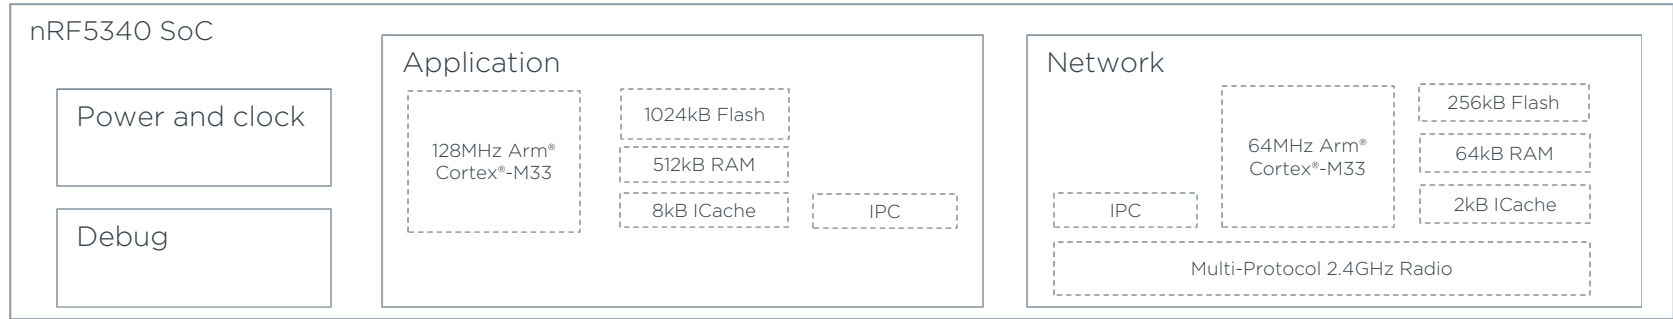 nRF5340 SoC
Power and clock
Debug
Application
128MHz Arm®
Cortex®-M33
1024kB Flash
512kB RAM
8kB ICache
IPC
Network
IPC
64MHz Arm®
Cortex®-M33
256kB Flash
64kB RAM
2kB ICache
Multi-Protocol 2.4GHz Radio